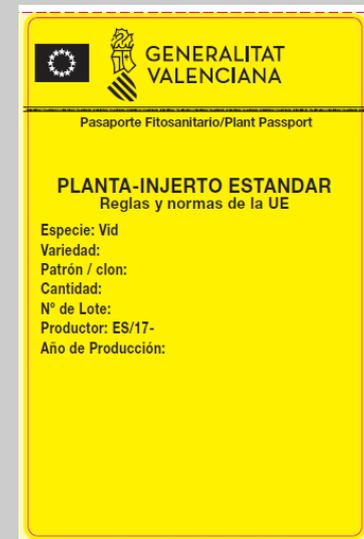 GENERALITAT
VALENCIANA
Pasaporte Fitosanitario/Plant Passport
PLANTA-INJERTO ESTANDAR
Reglas y normas de la UE
Especie: Vid
Variedad:
Patrón / clon:
Cantidad:
Nº de Lote:
Productor: ES/17-
Año de Producción: